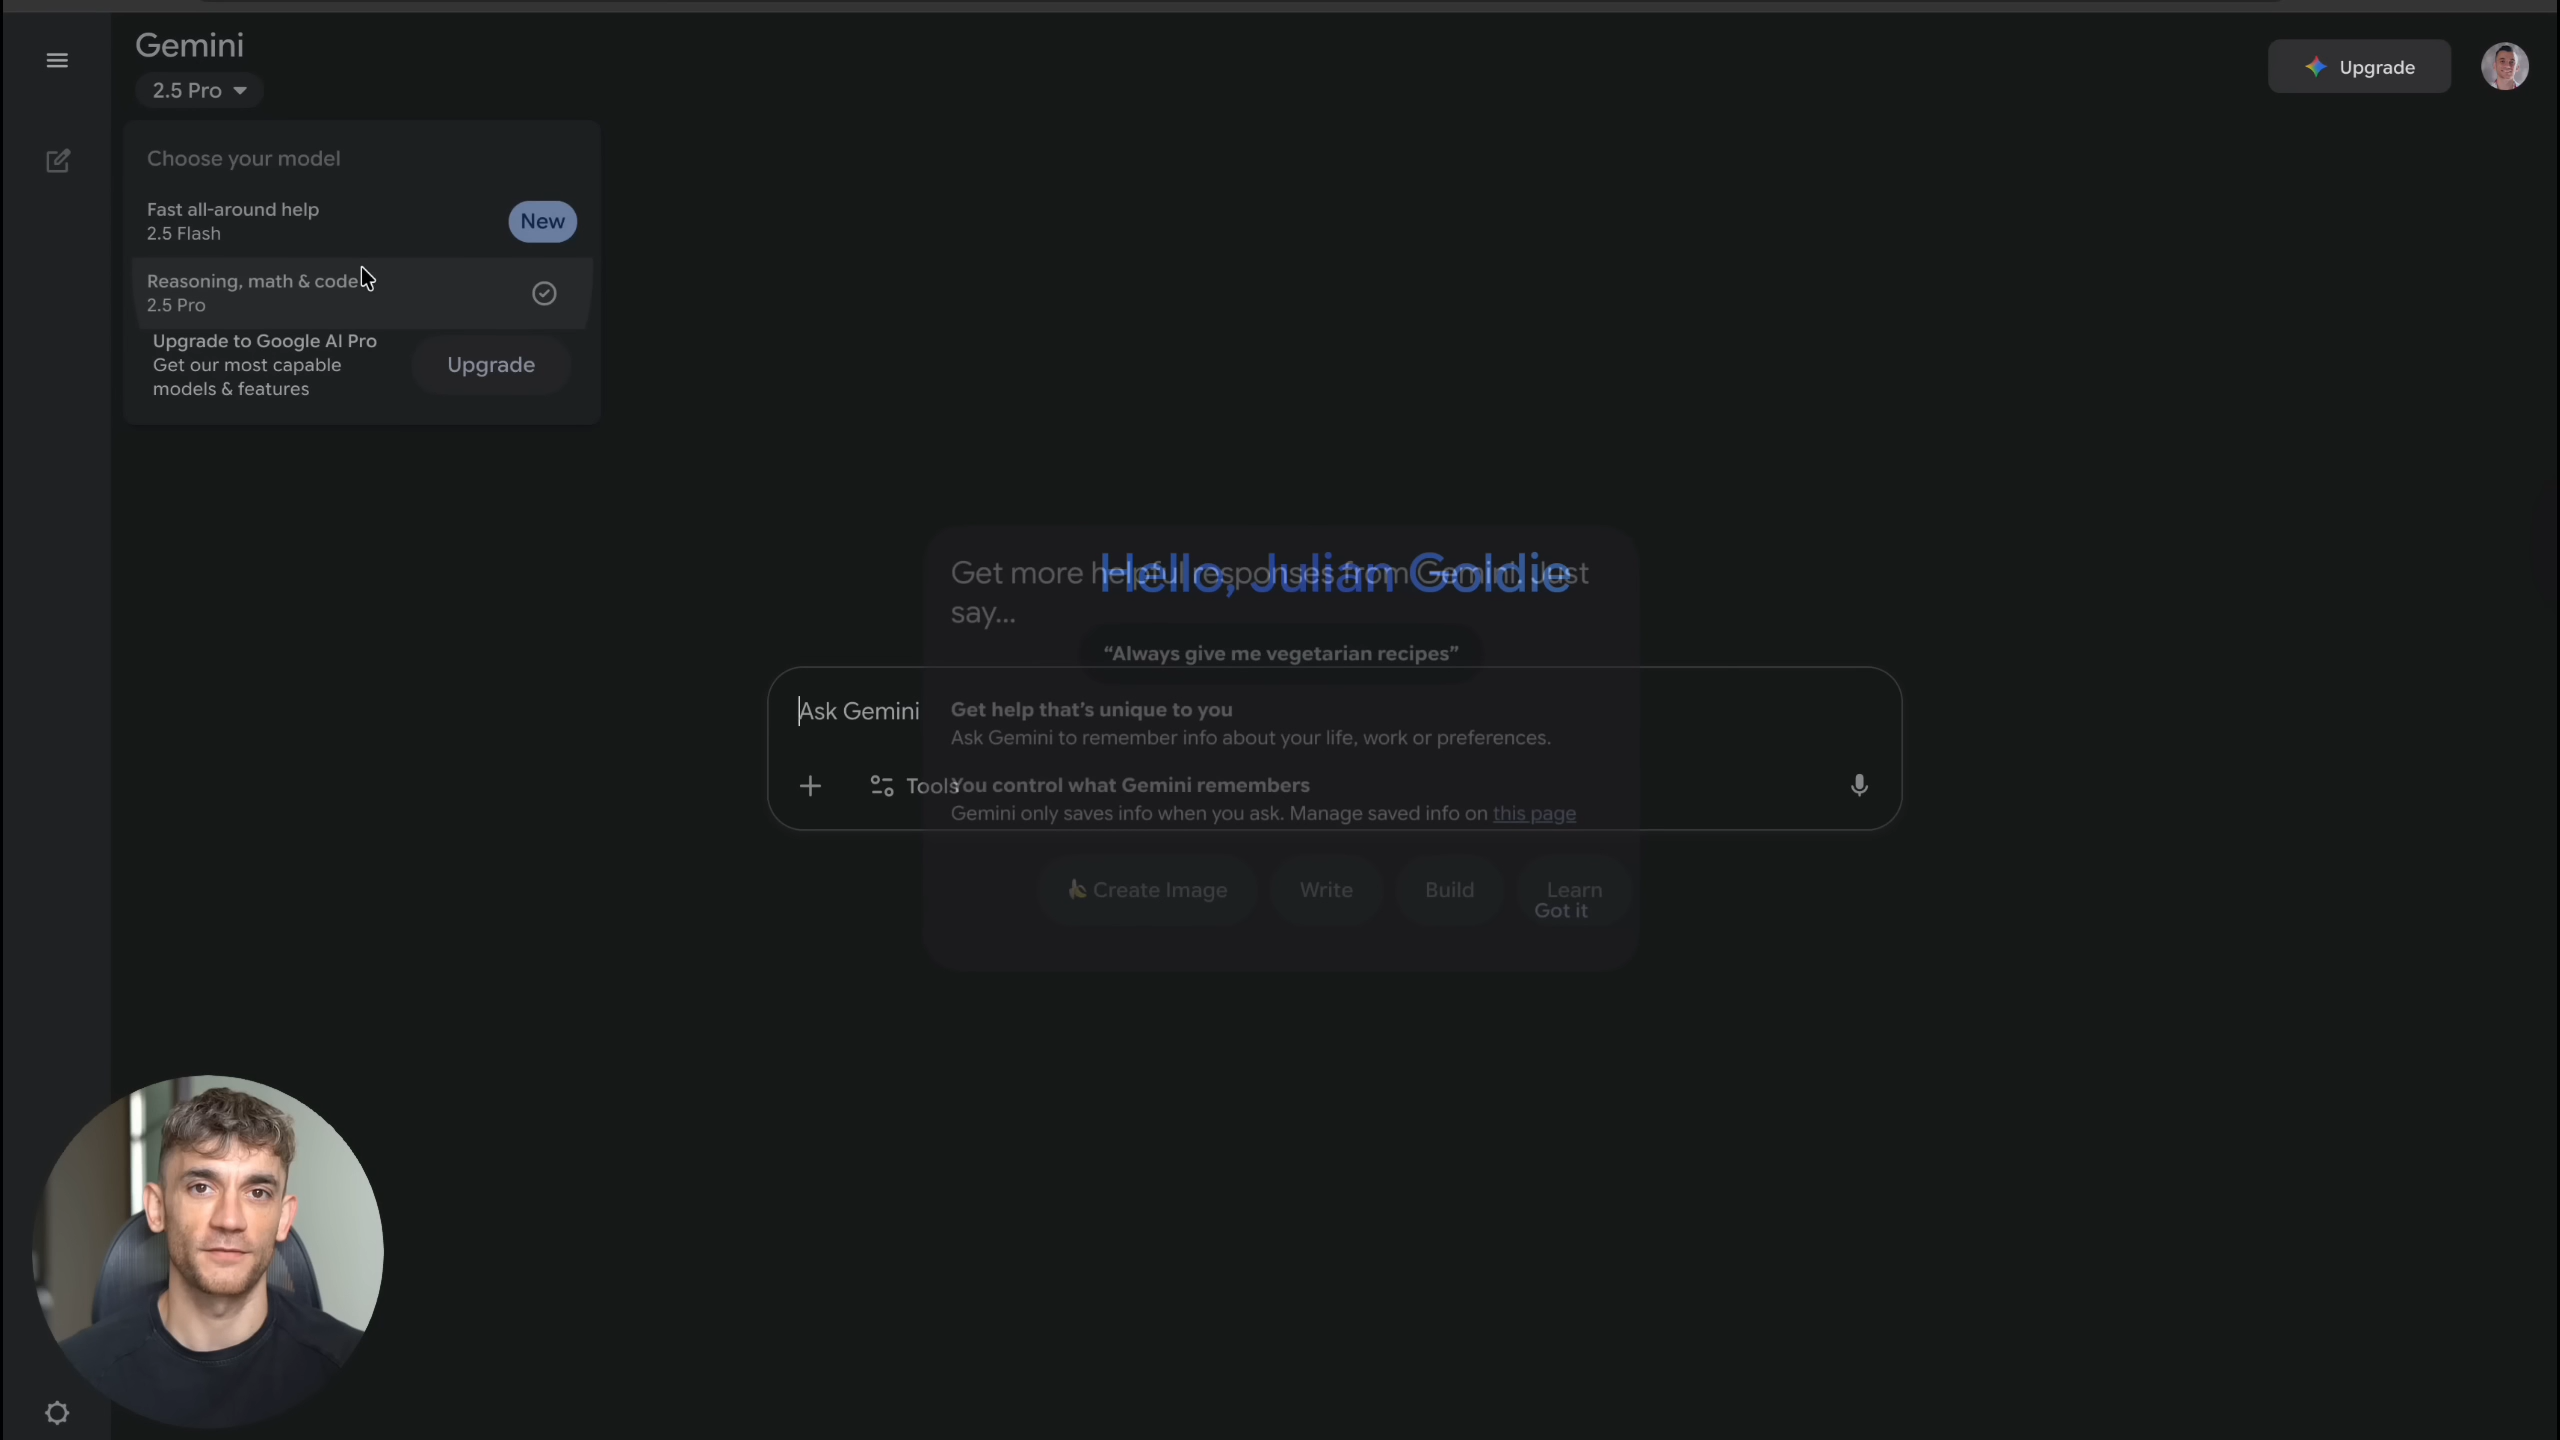 Gemini
2.5 Pro
Upgrade
Choose your model
Fast all-around help
2.5 Flash
New
Reasoning, math & code
2.5 Pro
Upgrade to Google AI Pro
Get our most capable
models & features
Upgrade
Hello, Julian Goldie
Get more helpful responses from Gemini. Just
say...
“Always give me vegetarian recipes”
Ask Gemini
Get help that’s unique to you
Ask Gemini to remember info about your life, work or preferences.
Tools
You control what Gemini remembers
Gemini only saves info when you ask. Manage saved info on this page
Create Image
Write
Build
Learn
Got it